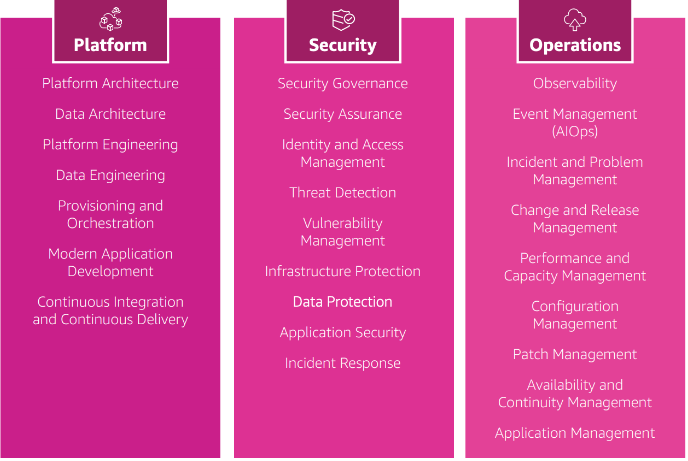 Platform
Platform Architecture
Data Architecture
Platform Engineering
Data Engineering
Provisioning and
Orchestration
Modern Application
Development
Continuous Integration
and Continuous Delivery
Security
Security Governance
Security Assurance
Identity and Access
Management
Threat Detection
Vulnerability
Management
Infrastructure Protection
Data Protection
Application Security
Incident Response
Operations
Observability
Event Management
(AIOps)
Incident and Problem
Management
Change and Release
Management
Performance and
Capacity Management
Configuration
Management
Patch Management
Availability and
Continuity Management
Application Management